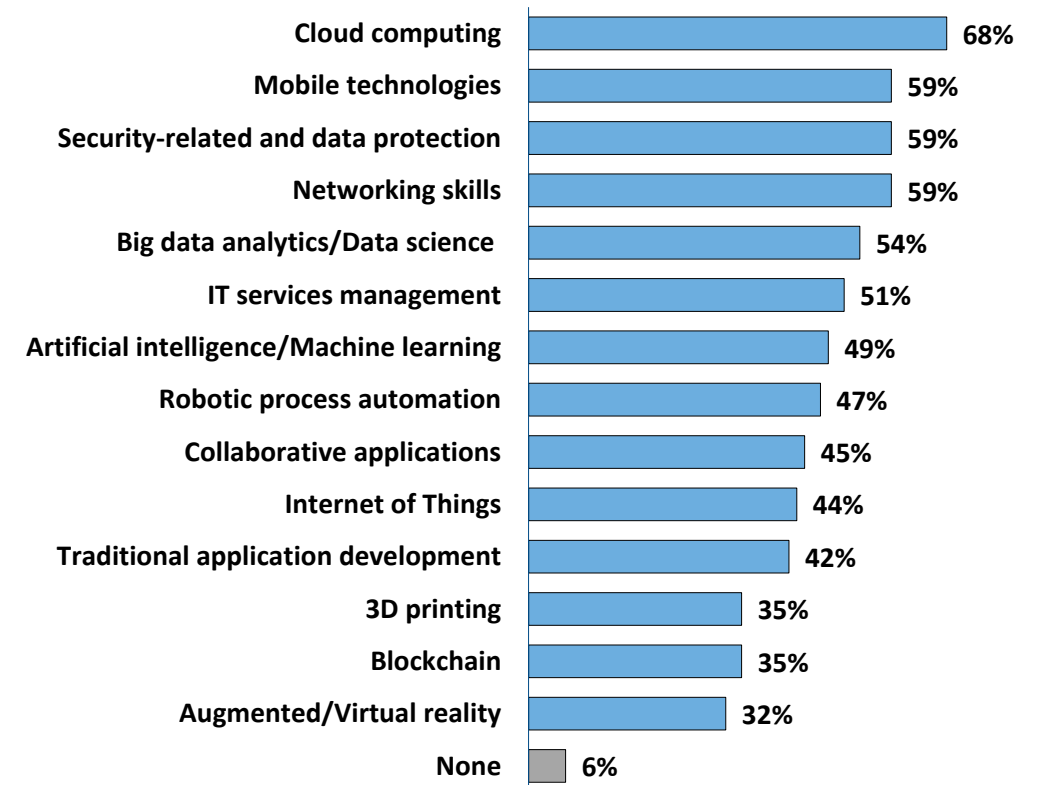 Cloud computing 68%
Mobile technologies 59%
Security-related and data protection 59%
Networking skills 59%
Big data analytics/Data science 54%
IT services management 51%
Artificial intelligence/Machine learning 49%
Robotic process automation 47%
Collaborative applications 45%
Internet of Things 44%
Traditional application development 42%
3D printing 35%
Blockchain 35%
Augmented/Virtual reality 32%
None 6%